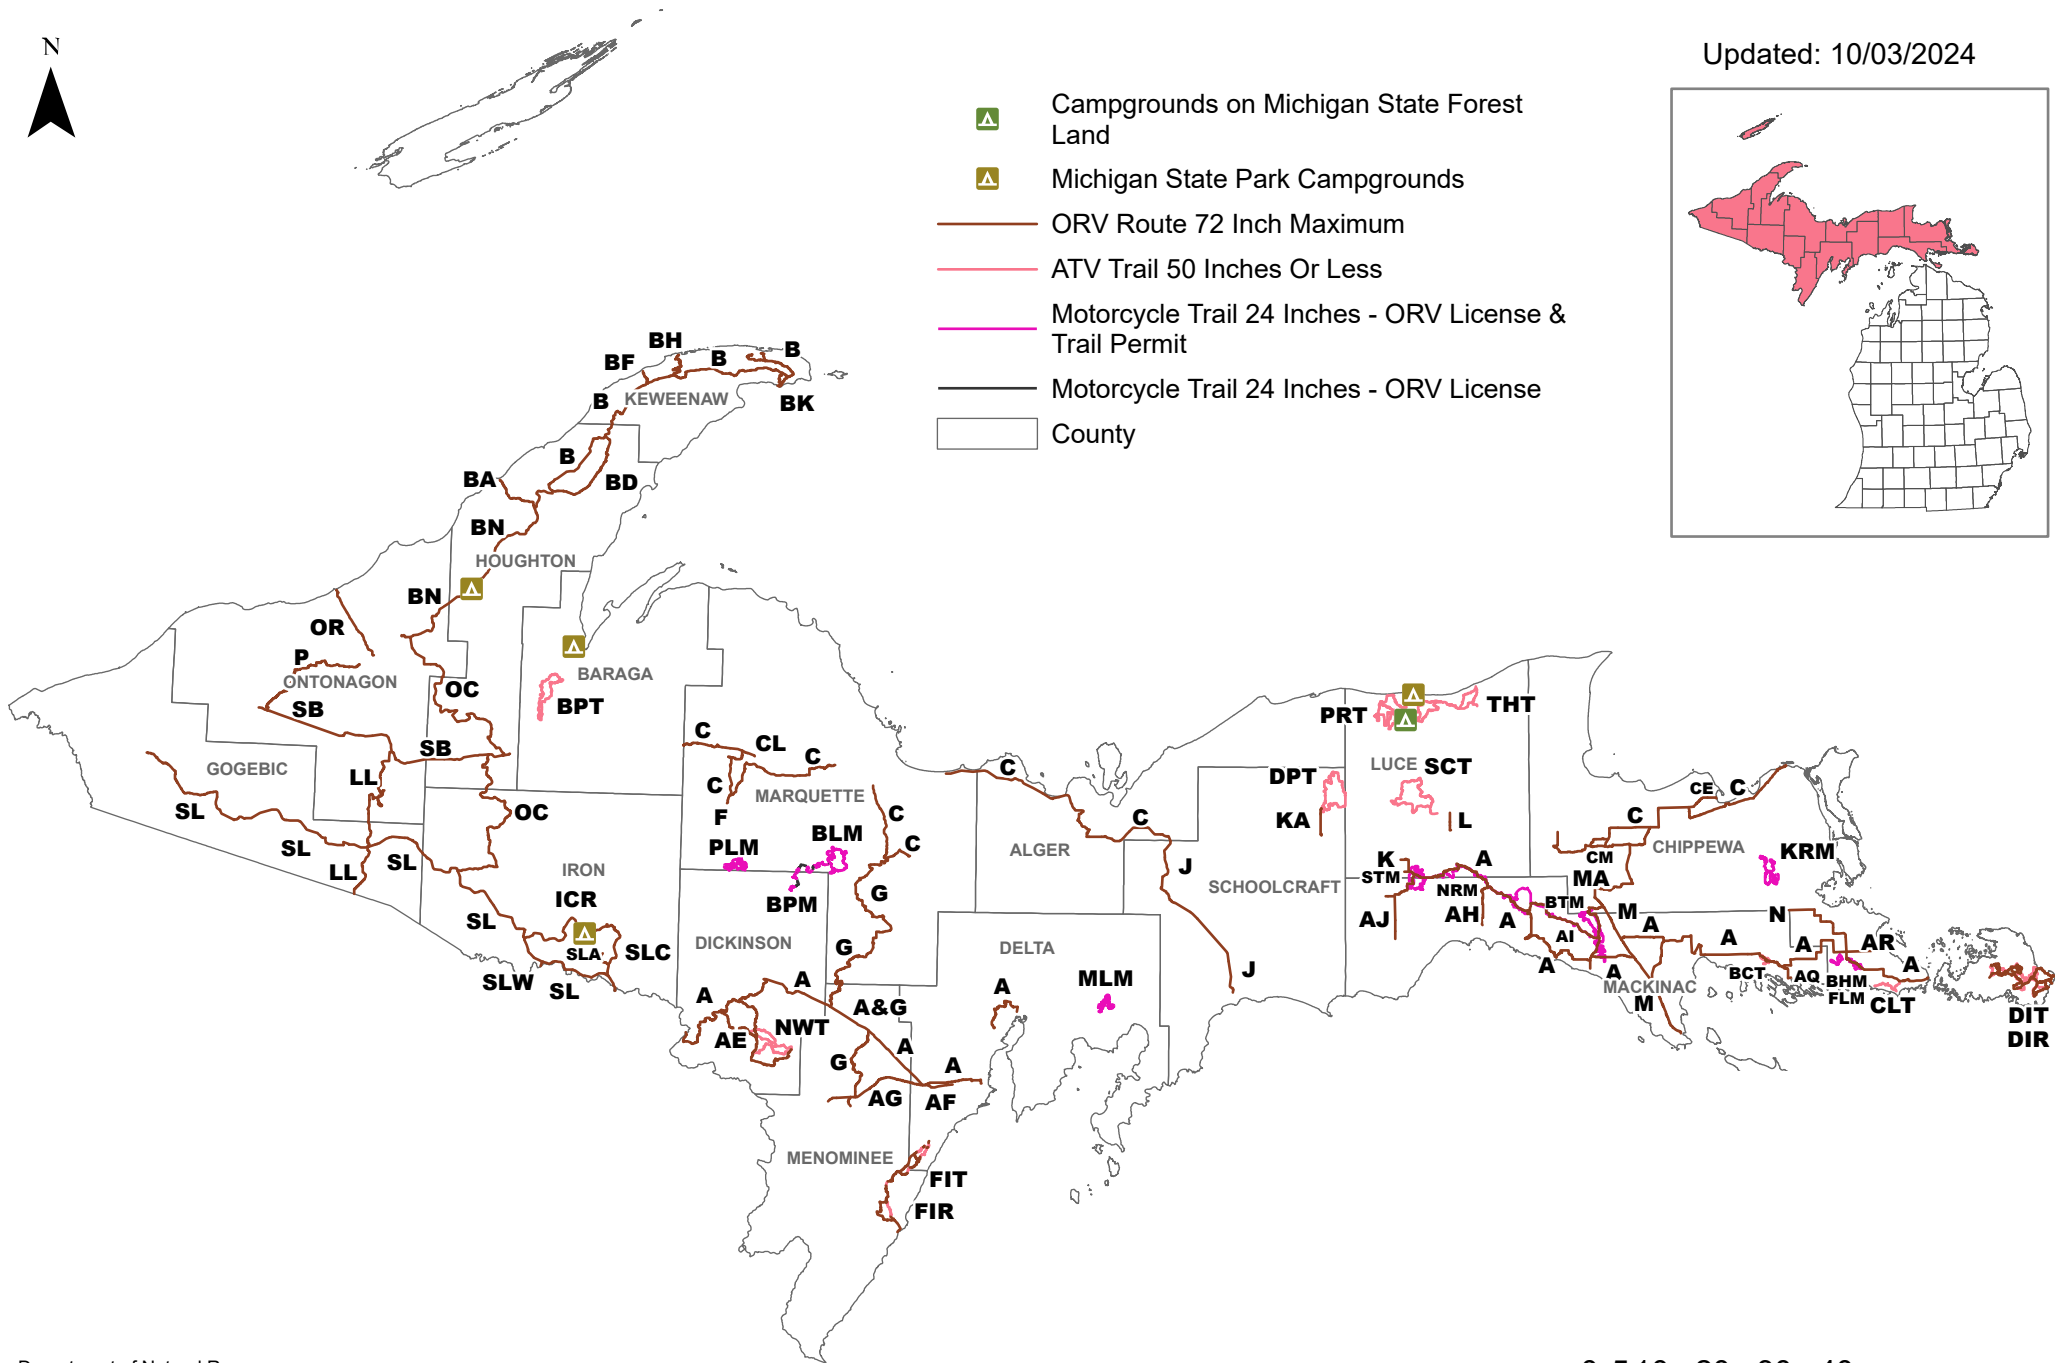 N
Updated: 10/03/2024
Campgrounds on Michigan State Forest
Land
Michigan State Park Campgrounds
ORV Route 72 Inch Maximum
ATV Trail 50 Inches Or Less
Motorcycle Trail 24 Inches - ORV License &
Trail Permit
Motorcycle Trail 24 Inches - ORV License
County
BH
B
B
BF
BK
B
KEWEENAW
B
BD
BA
BN
HOUGHTON
BN
OR
P
ONTONAGON
OC
SB
BARAGA
BPT
SB
GOGEBIC
LL
SL
OC
SL
SL
LL
IRON
ICR
SL
SLA
SLC
SLW
SL
C
CL
C
C
MARQUETTE
F
C
C
PLM
BLM
BPM
G
DICKINSON
G
A
A
A&G
NWT
AE
G
A
A
AG
AF
MENOMINEE
FIT
FIR
C
ALGER
C
J
DELTA
A
MLM
J
SCHOOLCRAFT
PRT
THT
DPT
LUCE
SCT
KA
L
K
A
STM
NRM
AJ
AH
A
BTM
AI
A
A
MACKINAC
M
CE
C
C
CM
CHIPPEWA
MA
KRM
M
A
N
A
A
AR
A
BCT
AQ
BHM
FLM
CLT
DIT
DIR